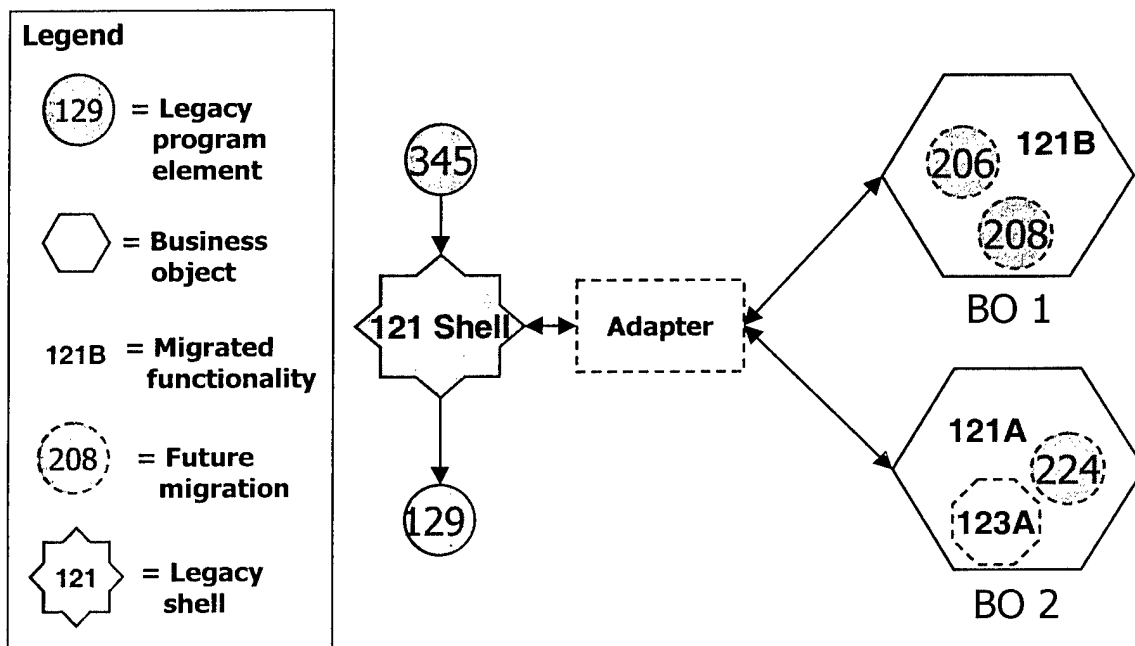 Legend
129 = Legacy
program
element
= Business
object
121B = Migrated
functionality
208 = Future
migration
121 = Legacy
shell
345
121 Shell
129
Adapter
121B
206
208
BO 1
121A
224
123A
BO 2